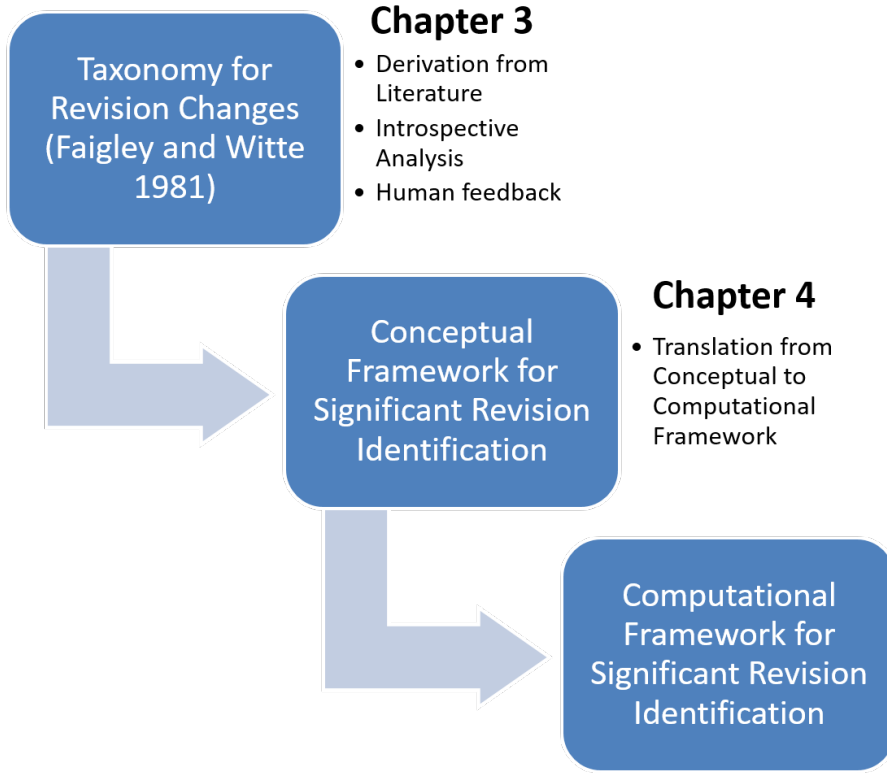 Taxonomy for
Revision Changes
(Faigley and Witte
1981)
Chapter 3
• Derivation from
Literature
• Introspective
Analysis
• Human feedback
Conceptual
Framework for
Significant Revision
Identification
Chapter 4
• Translation from
Conceptual to
Computational
Framework
Computational
Framework for
Significant Revision
Identification